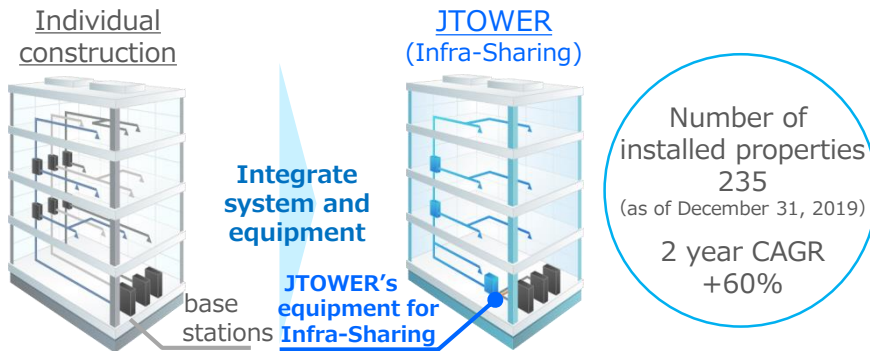 Individual
construction
base
stations
Integrate
system and
equipment
JTOWER
(Infra-Sharing)
JTOWER’s
equipment for
Infra-Sharing
Number of
installed properties
235
(as of December 31, 2019)
2 year CAGR
+60%